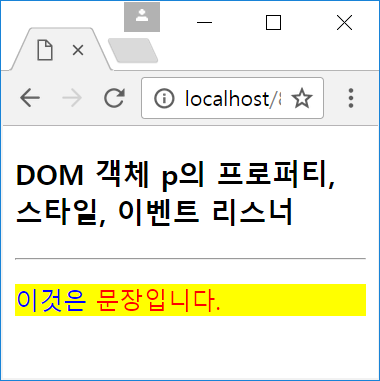 localhost/8
DOM 객체 p의 프로퍼티,
스타일, 이벤트 리스너
이것은 문장입니다.